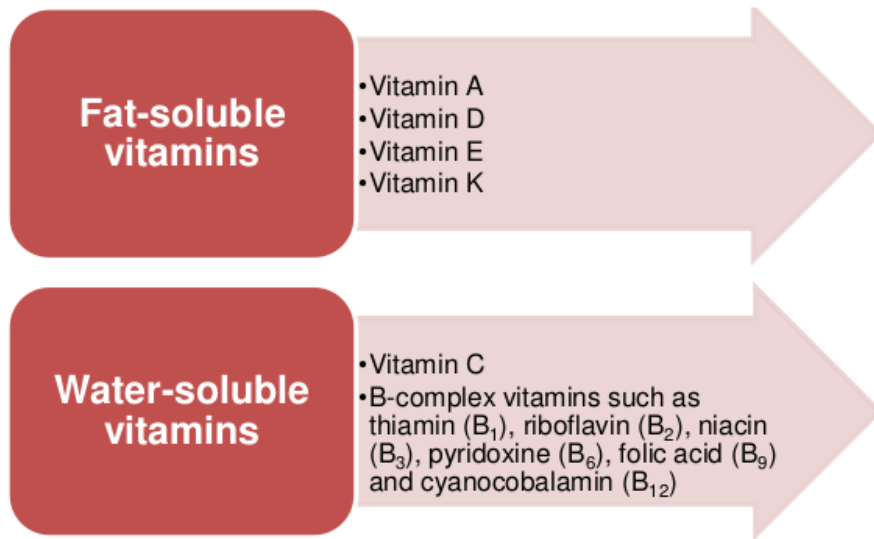 Fat-soluble
vitamins
•Vitamin A
•Vitamin D
•Vitamin E
•Vitamin K
Water-soluble
vitamins
•Vitamin C
•B-complex vitamins such as
thiamin (B₁), riboflavin (B₂), niacin
(B₃), pyridoxine (B₆), folic acid (B₉)
and cyanocobalamin (B₁₂)